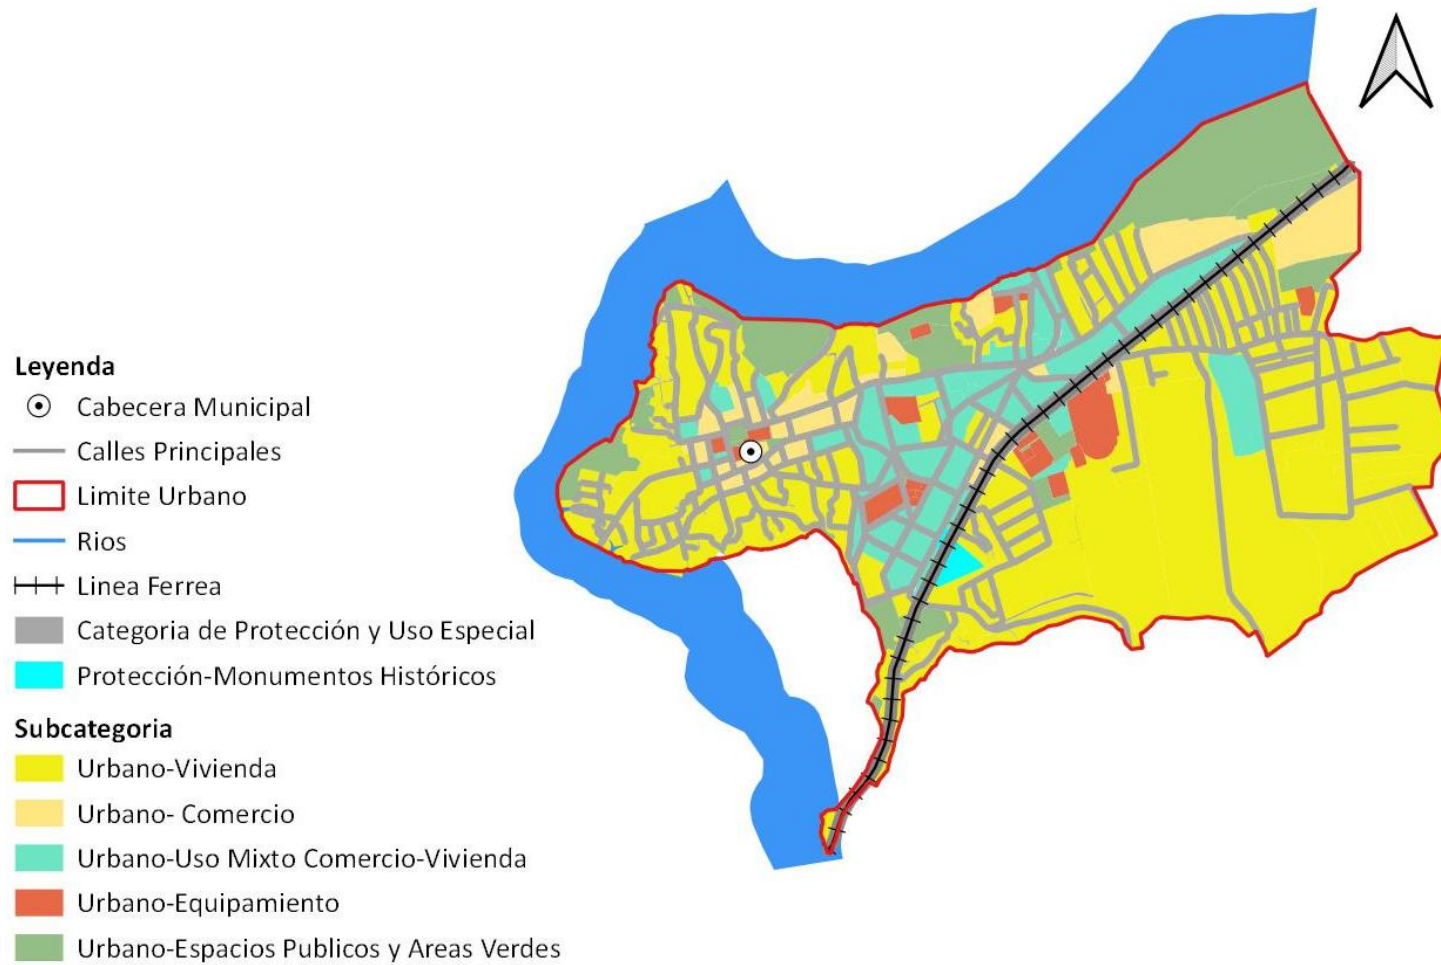 Leyenda
Cabecera Municipal
Calles Principales
Limite Urbano
Rios
Linea Ferrea
Categoria de Protección y Uso Especial
Protección-Monumentos Históricos
Subcategoria
Urbano-Vivienda
Urbano- Comercio
Urbano-Uso Mixto Comercio-Vivienda
Urbano-Equipamiento
Urbano-Espacios Publicos y Areas Verdes